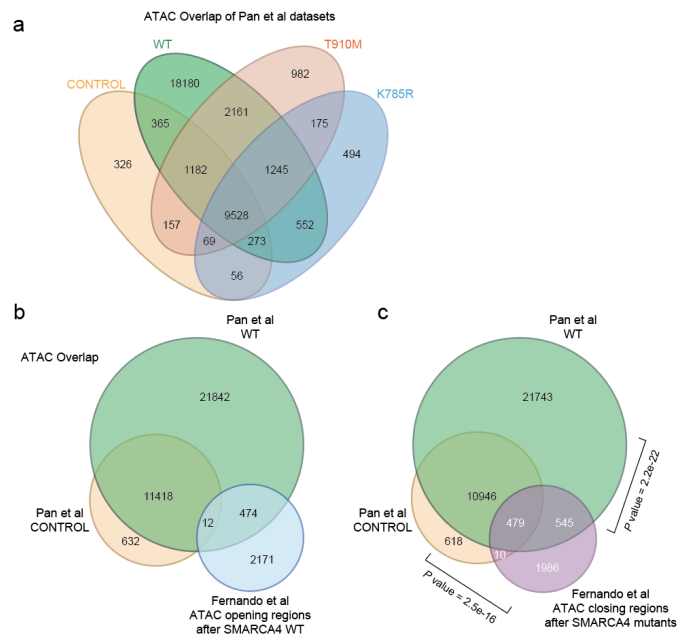 ATAC Overlap of Pan et al datasets
a
WT
T910M
CONTROL
K785R
18180
982
365
2161
175
326
494
1182
1245
9528
157
552
69
273
56
b
Pan et al
WT
ATAC Overlap
21842
11418
12
474
Pan et al
CONTROL
632
2171
Fernando et al
ATAC opening regions
after SMARCA4 WT
c
Pan et al
WT
21743
10946
479
545
Pan et al
CONTROL
618
10
1986
P value = 2.2e-22
P value = 2.5e-16
Fernando et al
ATAC closing regions
after SMARCA4 mutants